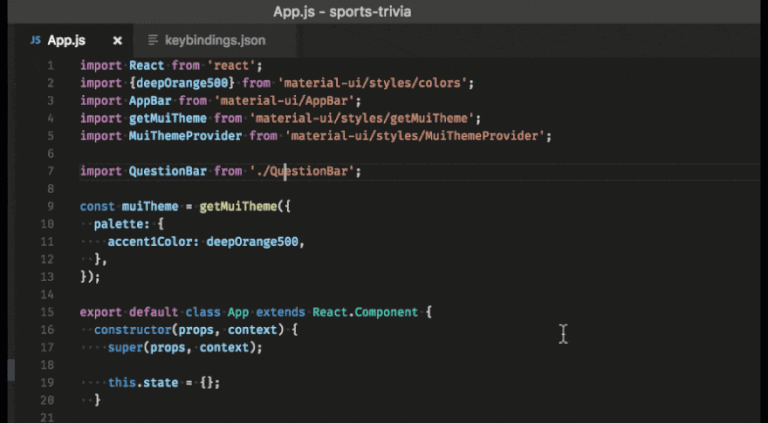 App.js - sports-trivia
JS App.js × keybindings.json
1 import React from 'react';
2 import {deepOrange500} from 'material-ui/styles/colors';
3 import AppBar from 'material-ui/AppBar';
4 import getMuiTheme from 'material-ui/styles/getMuiTheme';
5 import MuiThemeProvider from 'material-ui/styles/MuiThemeProvider';
6
7 import QuestionBar from './QuestionBar';
8
9 const muiTheme = getMuiTheme({
10 palette: {
11 accent1Color: deepOrange500,
12 },
13 });
14
15 export default class App extends React.Component {
16 constructor(props, context) {
17 super(props, context);
18
19 this.state = {};
20 }
21